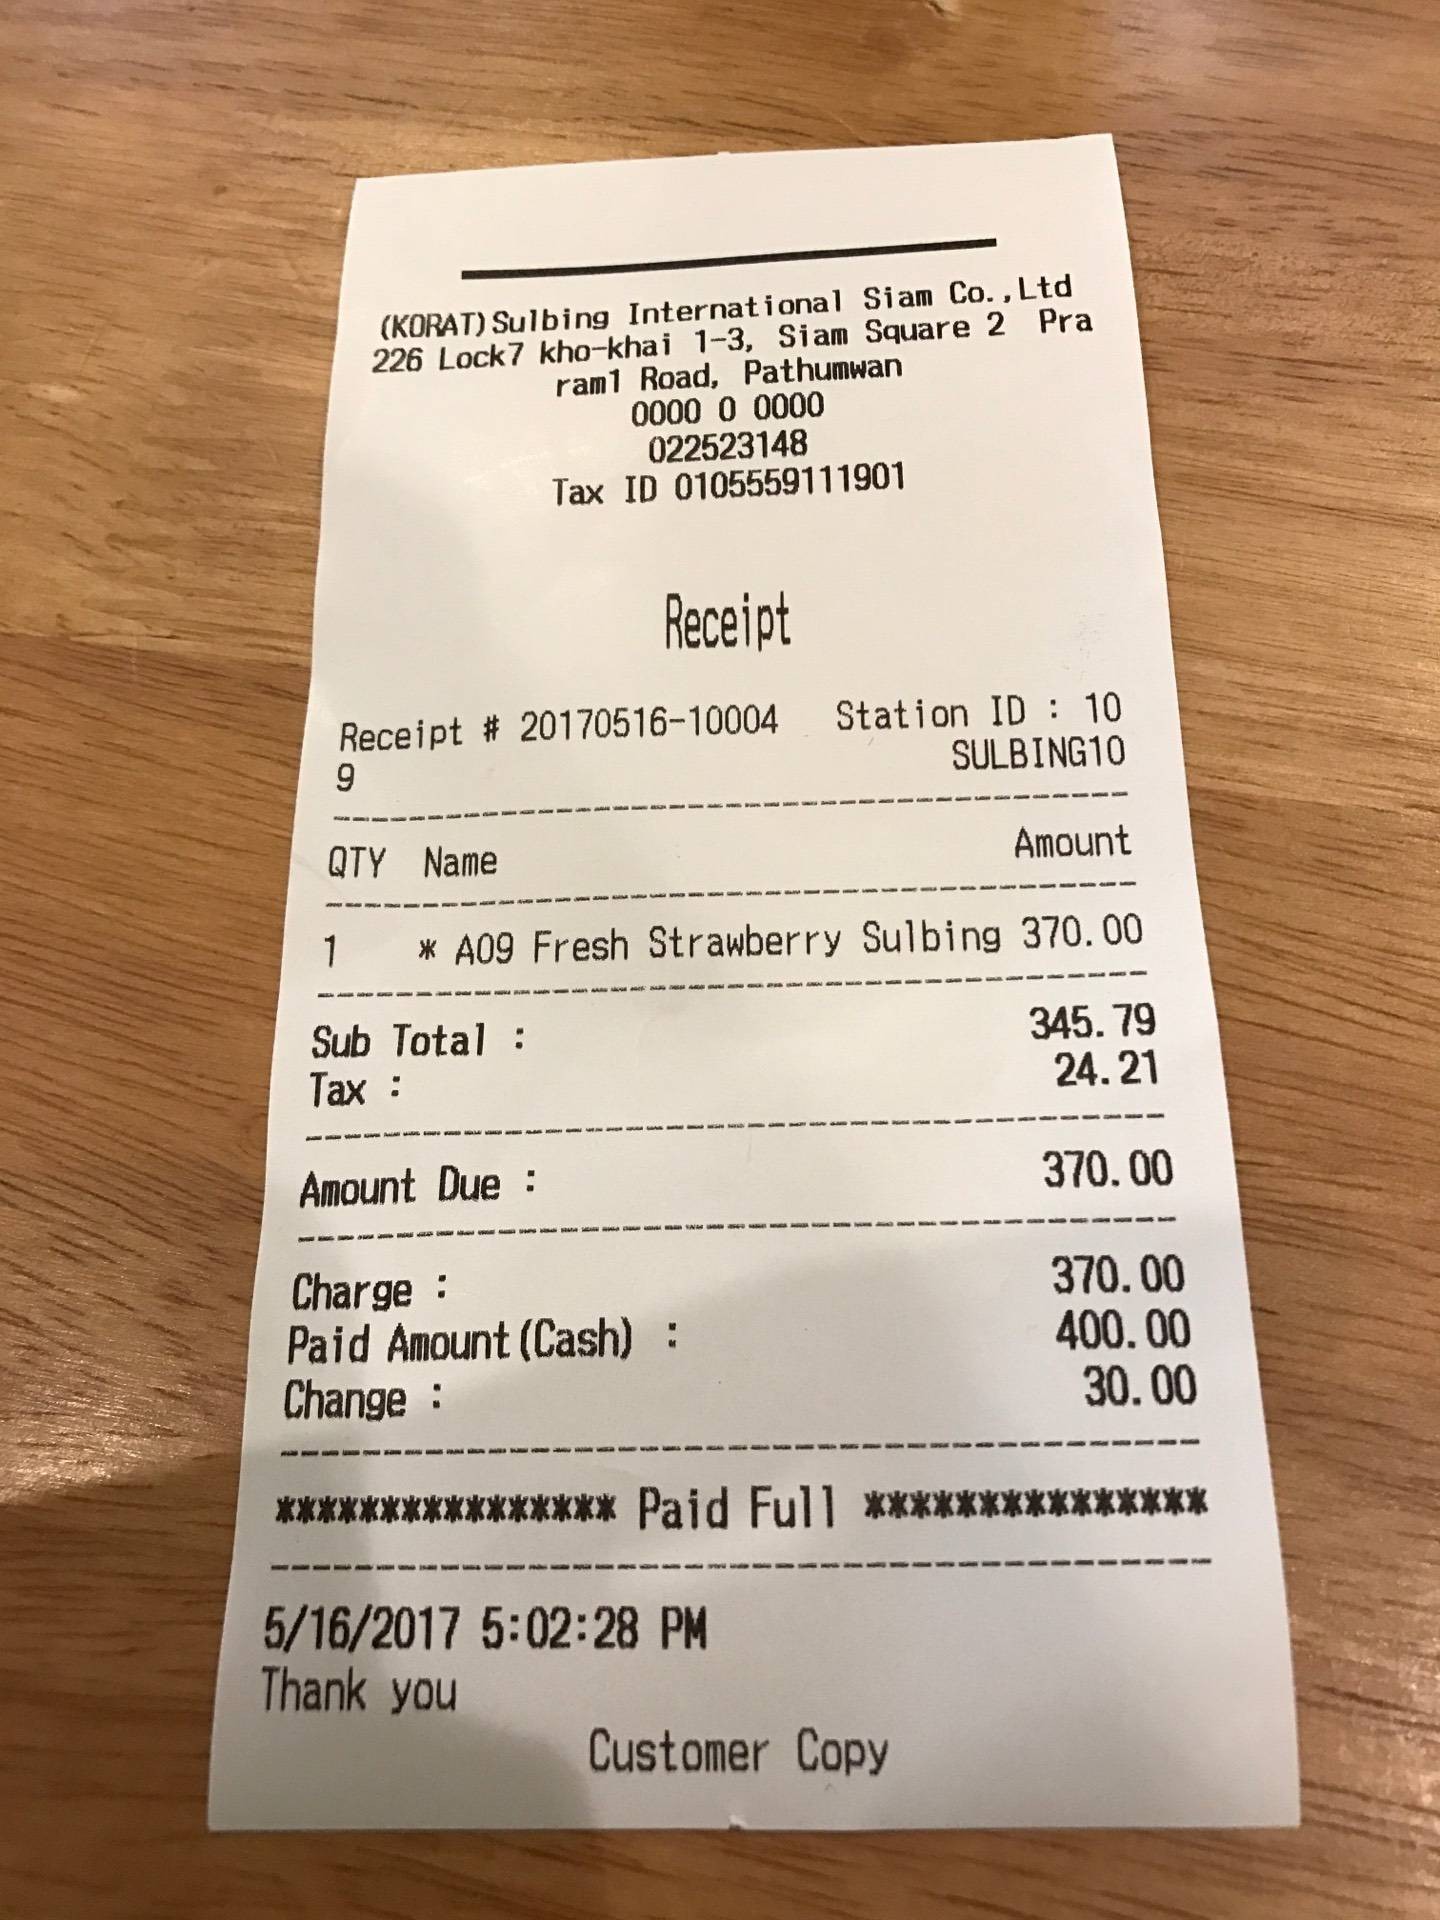 (KORAT)Sulbing International Siam Co.,Ltd
226 Lock7 kho-khai 1-3, Siam Square 2 Pra
ram1 Road, Pathumwan
0000 0 0000
022523148
Tax ID 0105559111901
Receipt
Receipt # 20170516-10004 Station ID : 10
9 SULBING10
QTY Name Amount
1 * A09 Fresh Strawberry Sulbing 370.00
Sub Total : 345.79
Tax : 24.21
Amount Due : 370.00
Charge : 370.00
Paid Amount(Cash) : 400.00
Change : 30.00
**************** Paid Full ***************
5/16/2017 5:02:28 PM
Thank you
Customer Copy